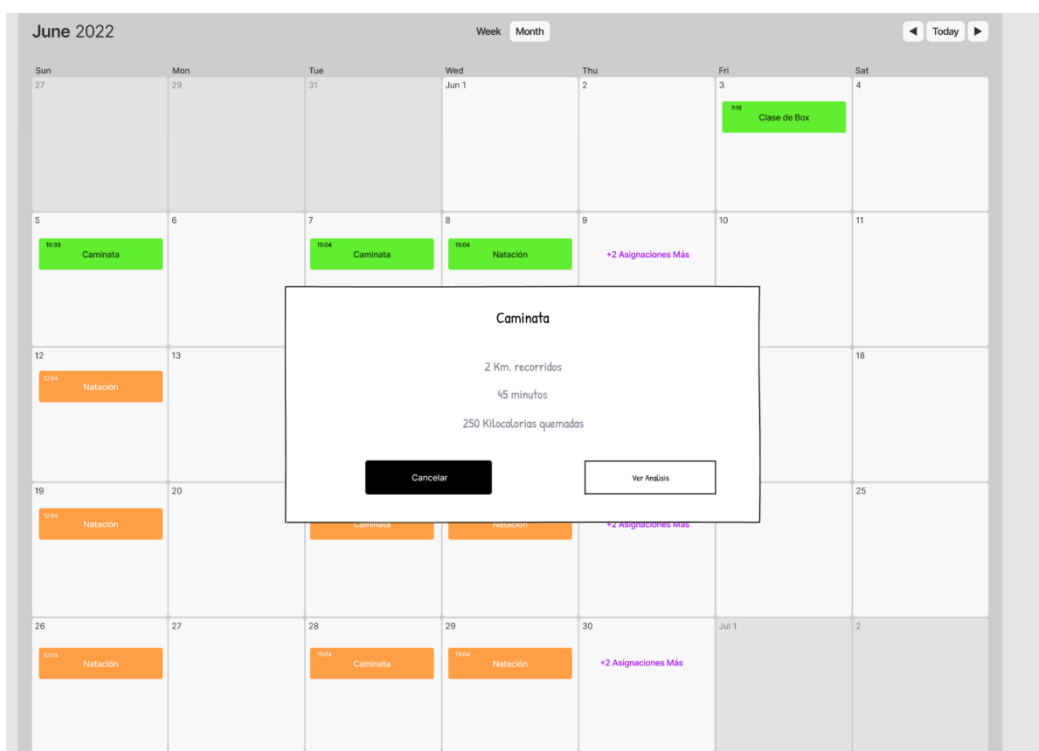 June 2022
Week Month
Today
Sun Mon Tue Wed Thu Fri Sat
27 29 31 Jun 1 2 3 4
7:15
Clase de Box
5 6 7 8 9 10 11
10:33 15:04 15:04
Caminata Caminata Natación +2 Asignaciones Más
Caminata
12 13 18
2 Km. recorridos
12:04
Natación
45 minutos
250 Kilocalorías quemadas
Cancelar Ver Analisis
19 20 25
12:04
Natación Caminata Natación +2 Asignaciones Más
26 27 28 29 30 Jul 1 2
12:04 15:04 15:04
Natación Caminata Natación +2 Asignaciones Más